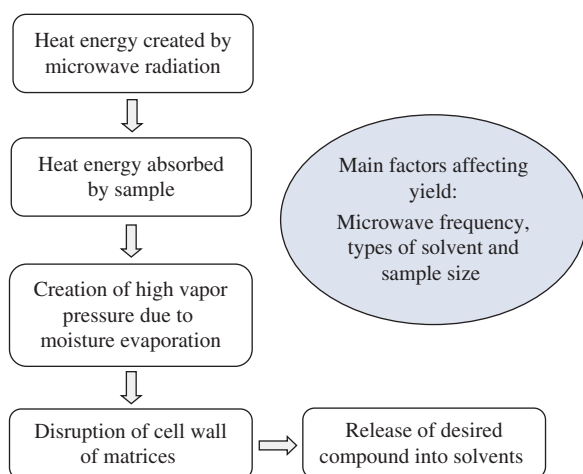 Heat energy created by
microwave radiation
Heat energy absorbed
by sample
Creation of high vapor
pressure due to
moisture evaporation
Disruption of cell wall
of matrices
Release of desired
compound into solvents
Main factors affecting
yield:
Microwave frequency,
types of solvent and
sample size